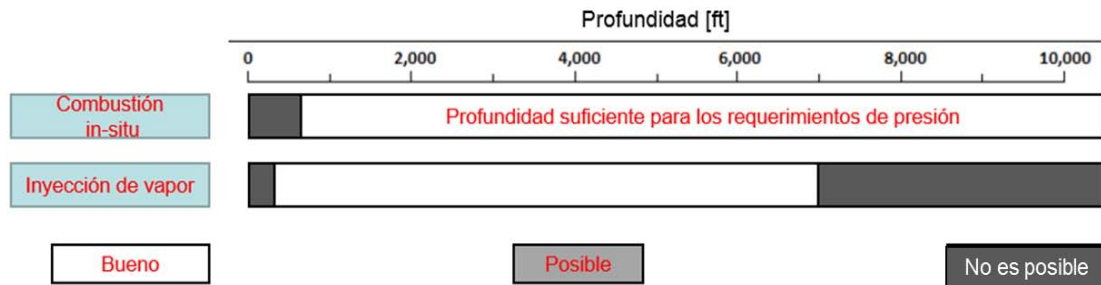 Profundidad [ft]
0 2,000 4,000 6,000 8,000 10,000
Combustión
in-situ
Profundidad suficiente para los requerimientos de presión
Inyección de vapor
Bueno
Posible
No es posible